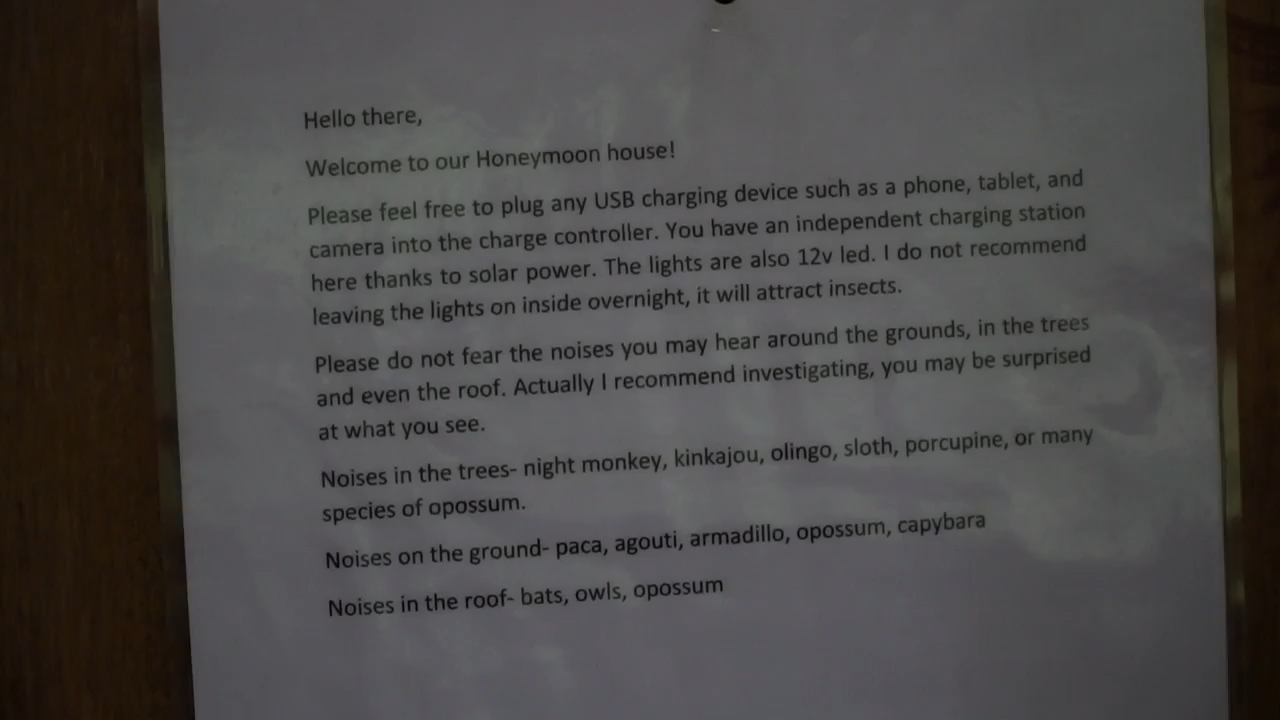 Hello there,
Welcome to our Honeymoon house!
Please feel free to plug any USB charging device such as a phone, tablet, and
camera into the charge controller. You have an independent charging station
here thanks to solar power. The lights are also 12v led. I do not recommend
leaving the lights on inside overnight, it will attract insects.
Please do not fear the noises you may hear around the grounds, in the trees
and even the roof. Actually I recommend investigating, you may be surprised
at what you see.
Noises in the trees- night monkey, kinkajou, olingo, sloth, porcupine, or many
species of opossum.
Noises on the ground- paca, agouti, armadillo, opossum, capybara
Noises in the roof- bats, owls, opossum